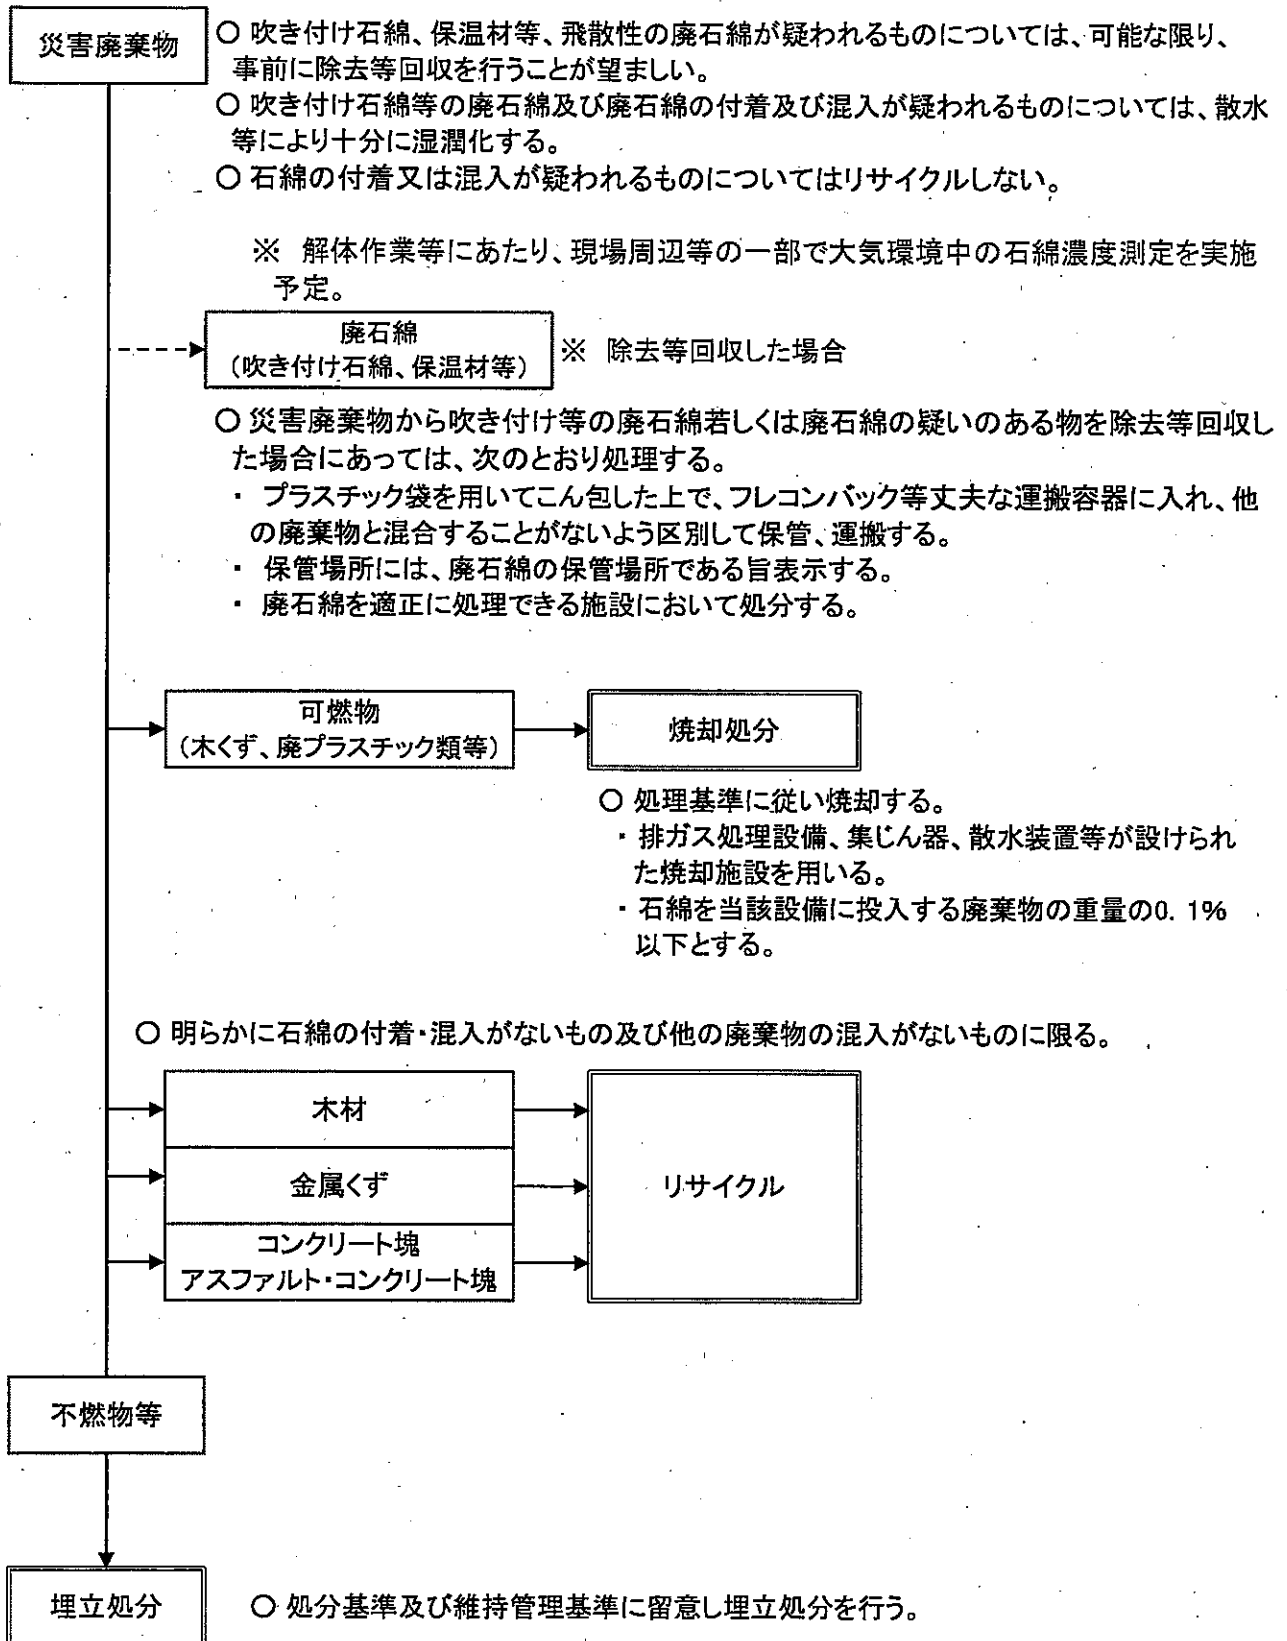 災害廃棄物
○ 吹き付け石綿、保温材等、飛散性の廃石綿が疑われるものについては、可能な限り、
事前に除去等回収を行うことが望ましい。
○ 吹き付け石綿等の廃石綿及び廃石綿の付着及び混入が疑われるものについては、散水
等により十分に湿潤化する。
○ 石綿の付着又は混入が疑われるものについてはリサイクルしない。
※ 解体作業等にあたり、現場周辺等の一部で大気環境中の石綿濃度測定を実施
予定。
廃石綿
(吹き付け石綿、保温材等)
※ 除去等回収した場合
○ 災害廃棄物から吹き付け等の廃石綿若しくは廃石綿の疑いのある物を除去等回収し
た場合にあっては、次のとおり処理する。
・ プラスチック袋を用いてこん包した上で、フレコンバック等丈夫な運搬容器に入れ、他
の廃棄物と混合することがないよう区別して保管、運搬する。
・ 保管場所には、廃石綿の保管場所である旨表示する。
・ 廃石綿を適正に処理できる施設において処分する。
可燃物
(木くず、廃プラスチック類等)
焼却処分
○ 処理基準に従い焼却する。
・排ガス処理設備、集じん器、散水装置等が設けられ
た焼却施設を用いる。
・石綿を当該設備に投入する廃棄物の重量の0. 1%
以下とする。
○ 明らかに石綿の付着・混入がないもの及び他の廃棄物の混入がないものに限る。
木材
金属くず
コンクリート塊
アスファルト・コンクリート塊
リサイクル
不燃物等
埋立処分
○ 処分基準及び維持管理基準に留意し埋立処分を行う。